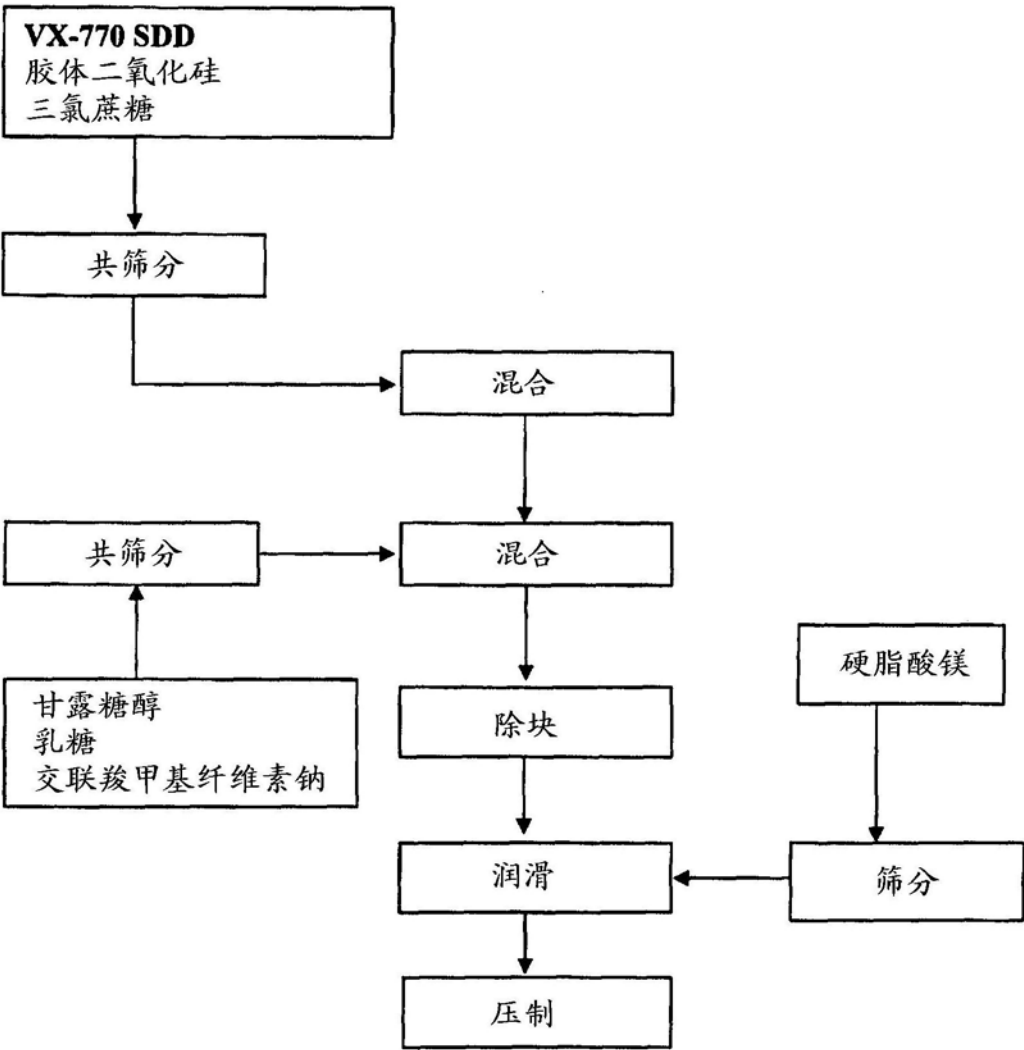 VX-770 SDD
胶体二氧化硅
三氯蔗糖
共筛分
混合
共筛分
混合
甘露糖醇
乳糖
交联羧甲基纤维素钠
除块
硬脂酸镁
润滑
筛分
压制